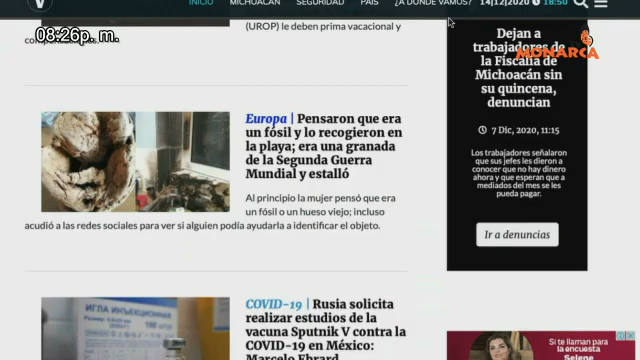 INICIO MICHOACÁN SEGURIDAD PAÍS ¿A DÓNDE VAMOS? 14/12/2020 18:50
08:26p. m.
(UROP) le deben prima vacacional y
Europa | Pensaron que era
un fósil y lo recogieron en
la playa; era una granada
de la Segunda Guerra
Mundial y estalló
Al principio la mujer pensó que era
un fósil o un hueso viejo; incluso
acudió a las redes sociales para ver si alguien podía ayudarla a identificar el objeto.
ИГЛА ИНЪЕКЦИОННАЯ
РАЗМЕР
COVID-19 | Rusia solicita
realizar estudios de la
vacuna Sputnik V contra la
COVID-19 en México:
Marcelo Ebrard
MONARCA
Dejan a
trabajadores de
la Fiscalía de
Michoacán sin
su quincena,
denuncian
7 Dic, 2020, 11:15
Los trabajadores señalaron
que sus jefes les dieron a
conocer que no hay dinero
ahora y que esperan que a
mediados del mes se les
pueda pagar.
Ir a denuncias
Si te llaman para
la encuesta
Selene